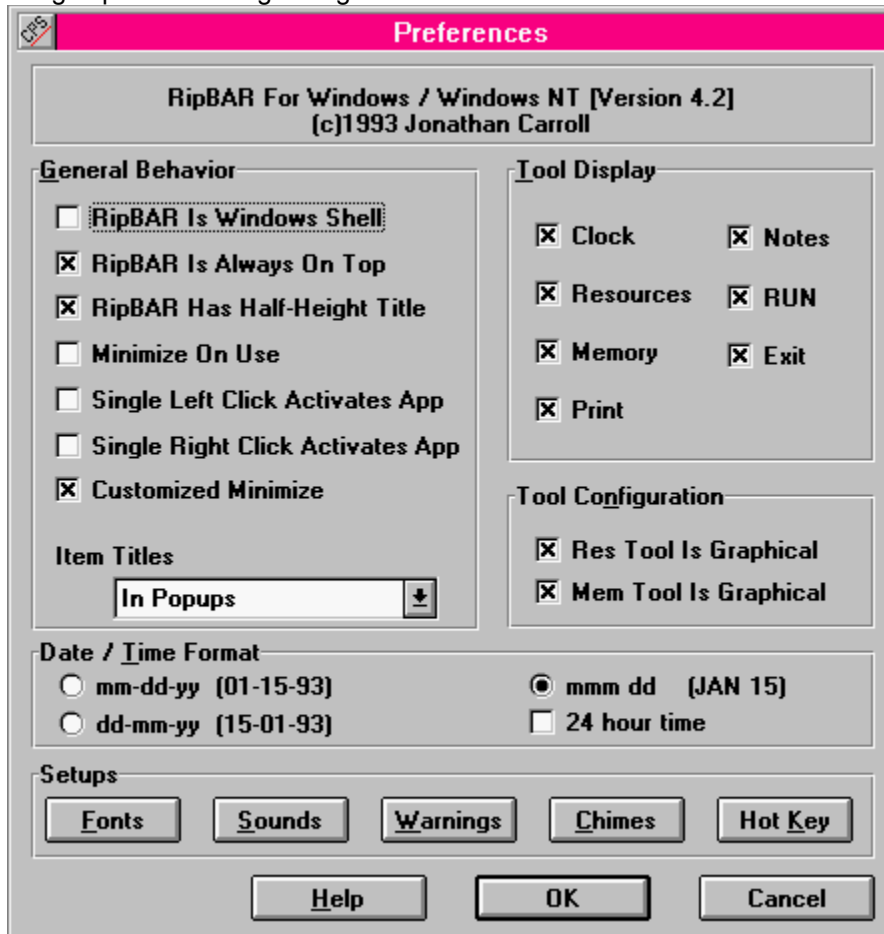 CPS
Preferences
RipBAR For Windows / Windows NT [Version 4.2]
(c)1993 Jonathan Carroll
General Behavior
RipBAR Is Windows Shell
RipBAR Is Always On Top
RipBAR Has Half-Height Title
Minimize On Use
Single Left Click Activates App
Single Right Click Activates App
Customized Minimize
Item Titles
In Popups
Tool Display
Clock Notes
Resources RUN
Memory Exit
Print
Tool Configuration
Res Tool Is Graphical
Mem Tool Is Graphical
Date / Time Format
mm-dd-yy (01-15-93) mmm dd (JAN 15)
dd-mm-yy (15-01-93) 24 hour time
Setups
Fonts Sounds Warnings Chimes Hot Key
Help OK Cancel